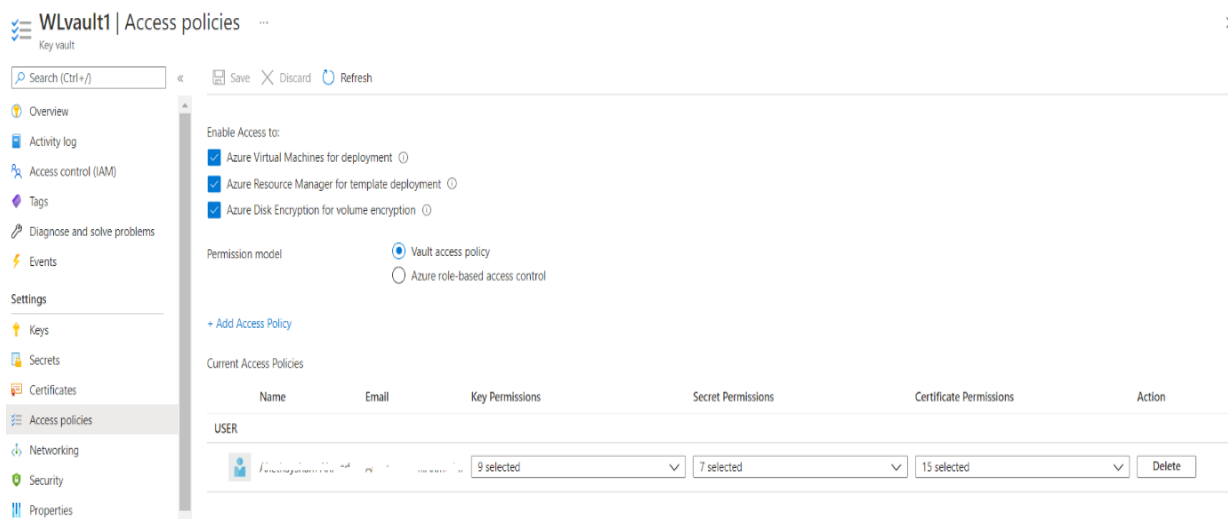 WLvault1 | Access policies ...
Key vault
Search (Ctrl+/)
«
Save Discard Refresh
Overview
Activity log
Access control (IAM)
Tags
Diagnose and solve problems
Events
Settings
Keys
Secrets
Certificates
Access policies
Networking
Security
Properties
Enable Access to:
Azure Virtual Machines for deployment
Azure Resource Manager for template deployment
Azure Disk Encryption for volume encryption
Permission model
Vault access policy
Azure role-based access control
+ Add Access Policy
Current Access Policies
Name Email Key Permissions Secret Permissions Certificate Permissions Action
USER
9 selected 7 selected 15 selected Delete